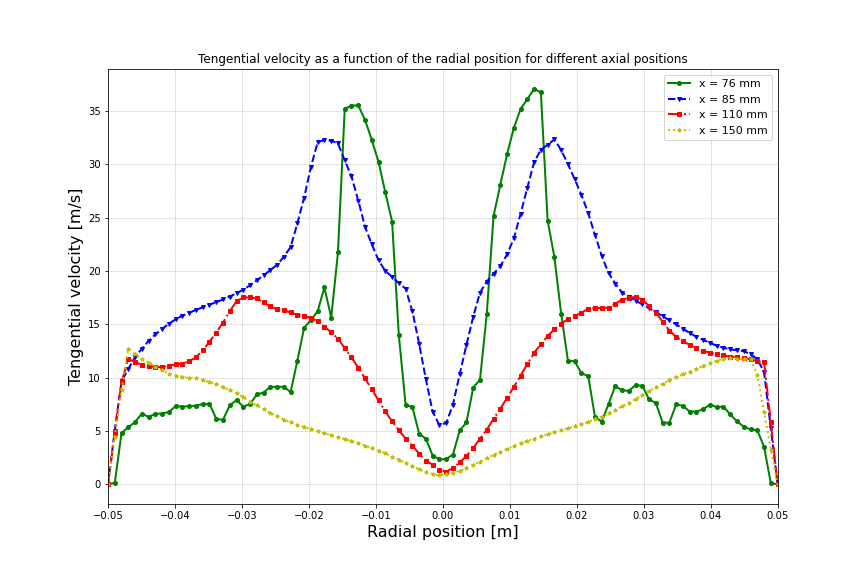 Tengential velocity as a function of the radial position for different axial positions
x = 76 mm
x = 85 mm
x = 110 mm
x = 150 mm
Tengential velocity [m/s]
35
30
25
20
15
10
5
0
−0.05 −0.04 −0.03 −0.02 −0.01 0.00 0.01 0.02 0.03 0.04 0.05
Radial position [m]